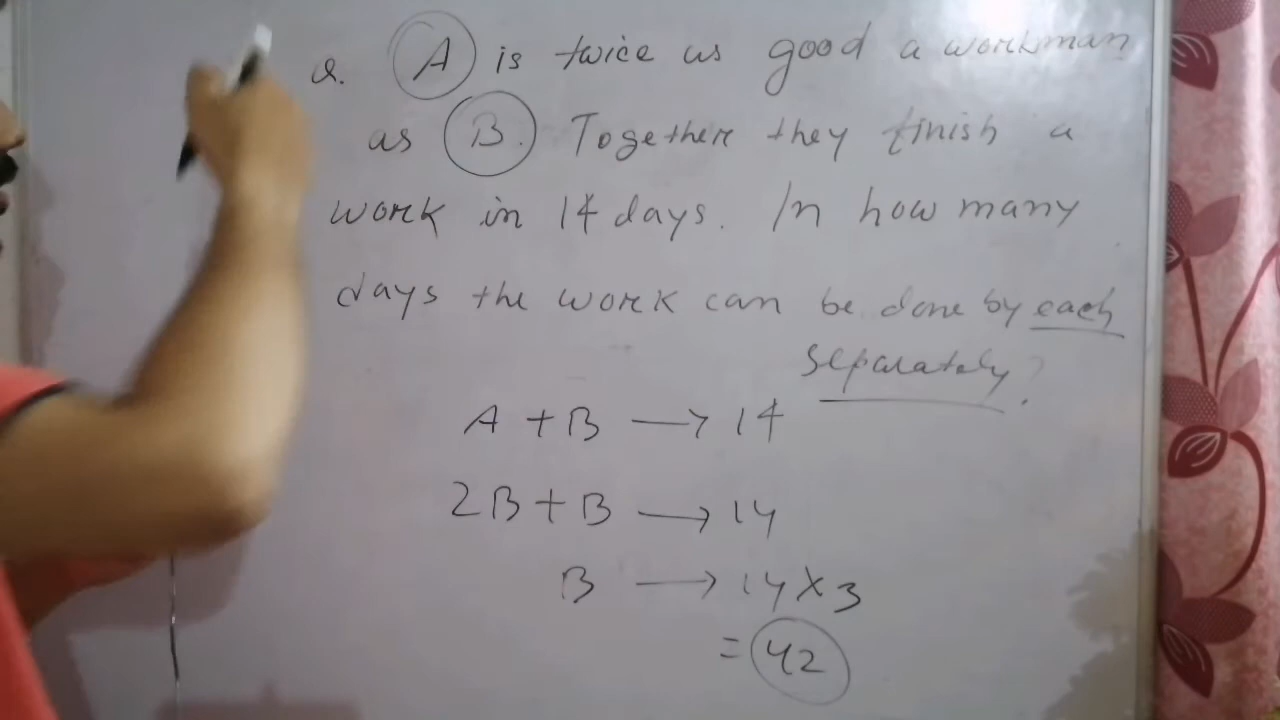 Q. A is twice as good a workman
as B. Together they finish a
work in 14 days. In how many
days the work can be done by each
separately?
A + B → 14
2B + B → 14
B → 14 X 3
= 42